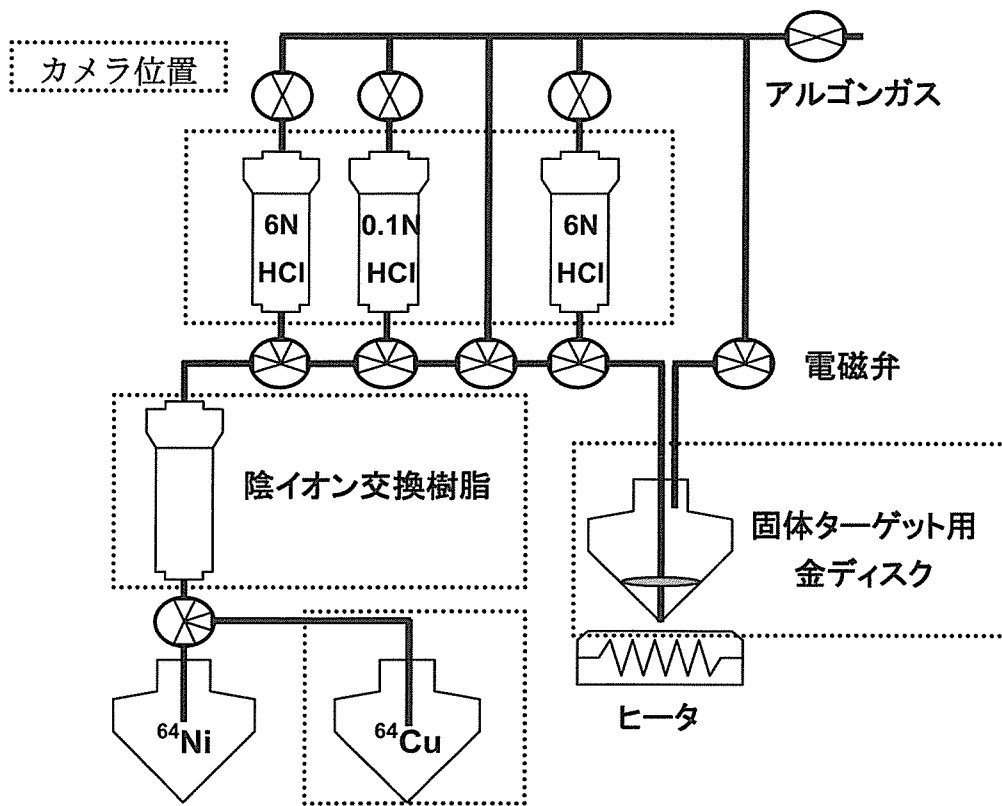 カメラ位置
アルゴンガス
6N
HCl
0.1N
HCl
6N
HCl
電磁弁
陰イオン交換樹脂
固体ターゲット用
金ディスク
ヒータ
⁶⁴Ni
⁶⁴Cu